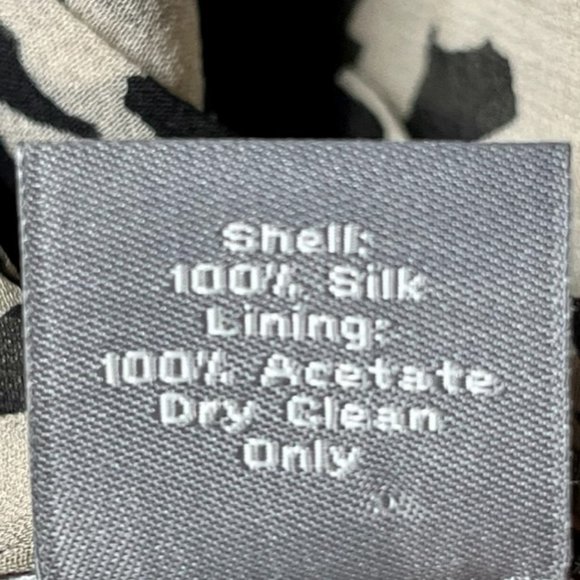 Shell:
100% Silk
Lining:
100% Acetate
Dry Clean
Only